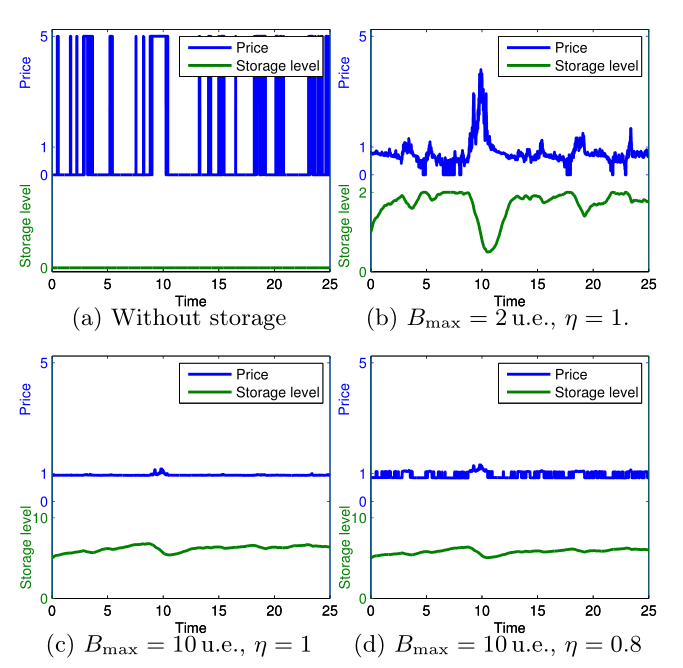 5
1
0
0
Price
Storage level
Price
Storage level
0 5 10 15 20 25
Time
(a) Without storage
5
1
0
2
0
Price
Storage level
Price
Storage level
0 5 10 15 20 25
Time
(b) Bmax = 2 u.e., η = 1.
5
1
0
10
0
Price
Storage level
Price
Storage level
0 5 10 15 20 25
Time
(c) Bmax = 10 u.e., η = 1
5
1
0
10
0
Price
Storage level
Price
Storage level
0 5 10 15 20 25
Time
(d) Bmax = 10 u.e., η = 0.8